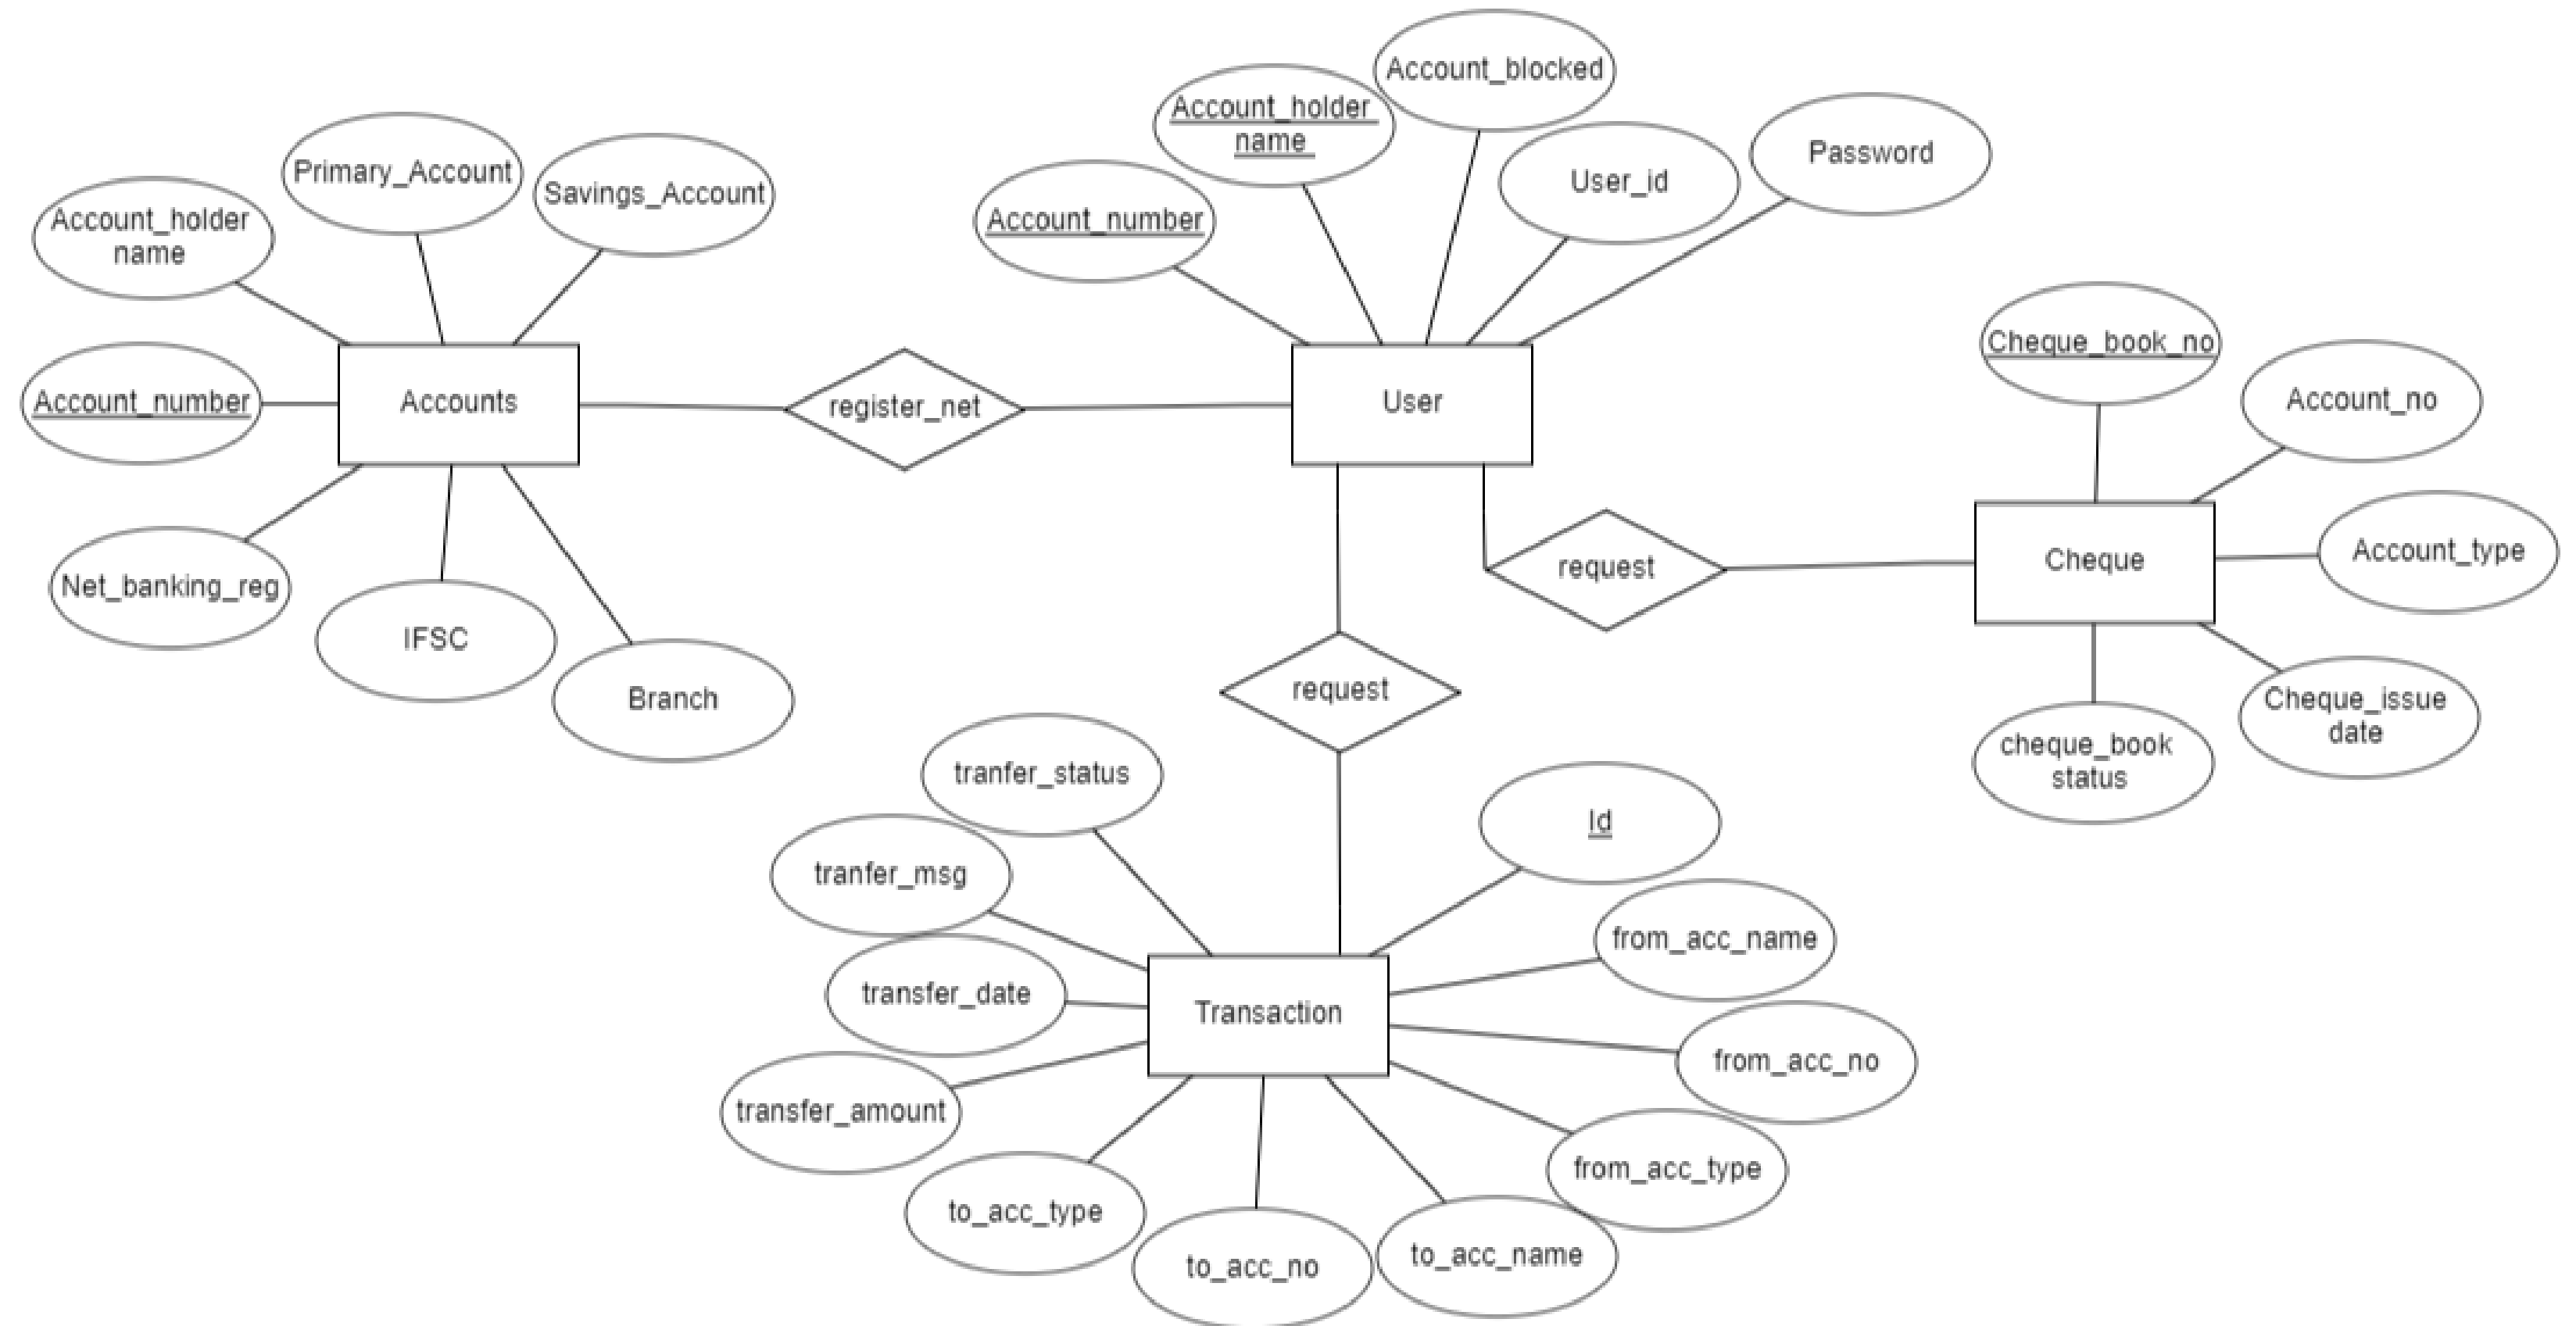 Account_blocked
Account_holder
name
Password
User_id
Primary_Account
Savings_Account
Account_holder
name
Account_number
Cheque_book_no
Account_number
Accounts
register_net
User
Account_no
Account_type
Cheque
request
Net_banking_reg
IFSC
Branch
request
Cheque_issue
date
cheque_book
status
tranfer_status
Id
tranfer_msg
from_acc_name
transfer_date
Transaction
from_acc_no
transfer_amount
from_acc_type
to_acc_type
to_acc_no
to_acc_name